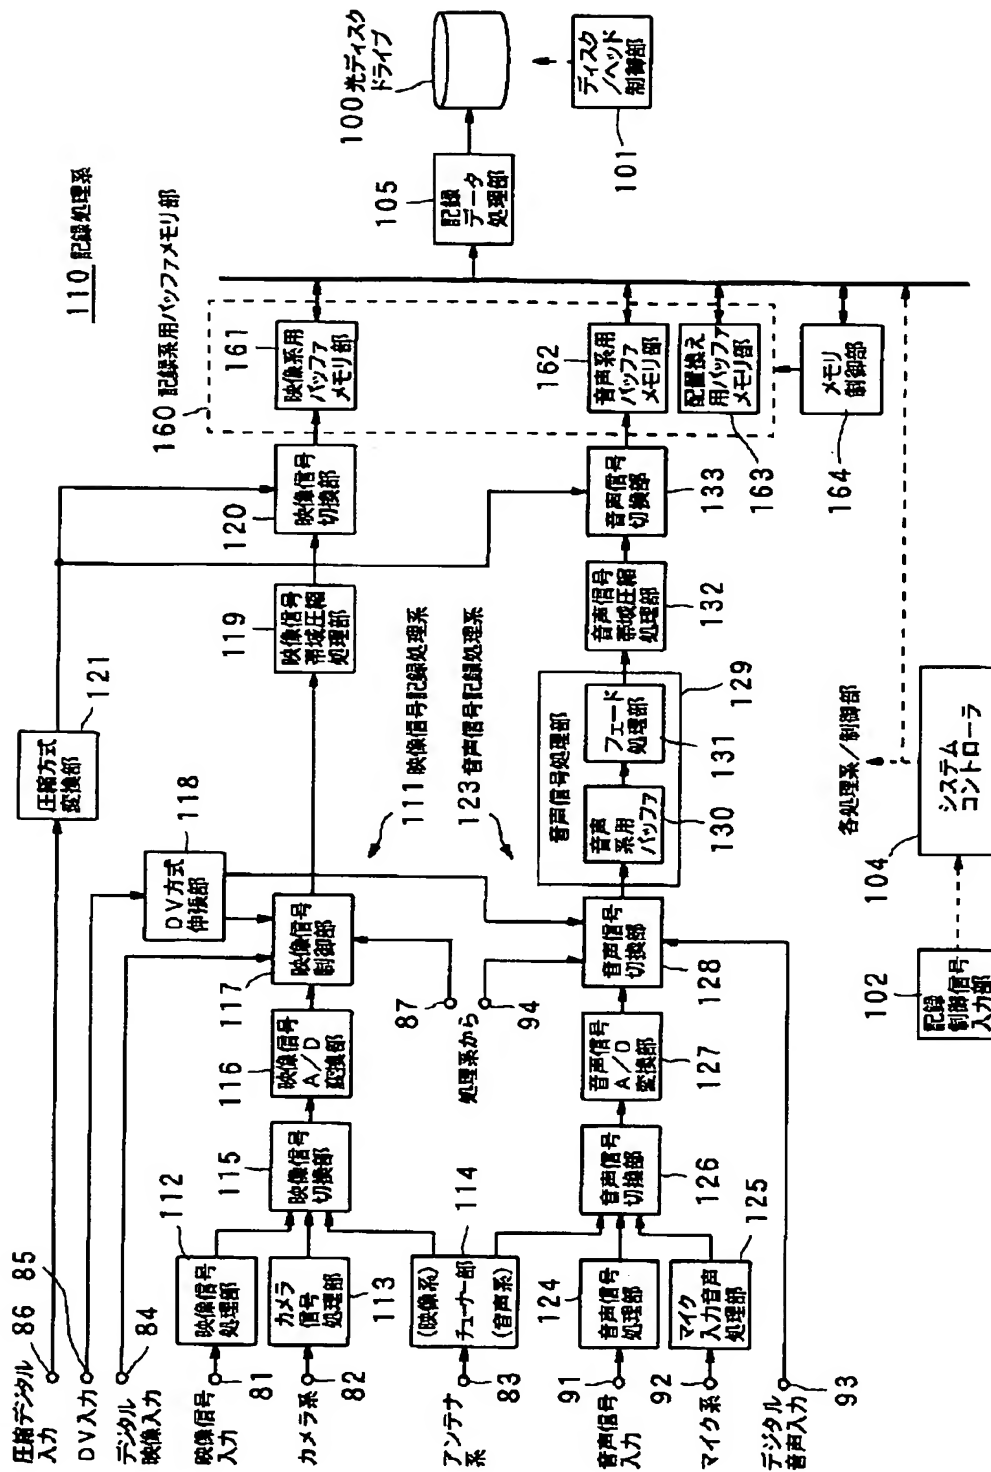 110 記録処理系
160 記録系用バッファメモリ部
圧縮デジタル
入力
86
DV入力
85
デジタル
映像入力
84
映像信号
入力
81
カメラ系
82
アンテナ
系
83
音声信号
入力
91
マイク系
92
デジタル
音声入力
93
112
映像信号
処理部
カメラ
信号
処理部
113
114
(映像系)
チューナー部
(音声系)
124
音声信号
処理部
マイク
入力音声
処理部
125
115
映像信号
切換部
116
映像信号
A/D
変換部
117
映像信号
制御部
118
DV方式
伸張部
121
圧縮方式
変換部
87
処理系から
94
音声信号
切換部
126
音声信号
A/D
変換部
127
音声信号
切換部
128
111 映像信号記録処理系
123 音声信号記録処理系
119
映像信号
帯域圧縮
処理部
120
映像信号
切換部
音声信号処理部
129
音声
系用
バッファ
130
フェード
処理部
131
音声信号
帯域圧縮
処理部
132
音声信号
切換部
133
161
映像系用
バッファ
メモリ部
162
音声系用
バッファ
メモリ部
配置換え
用バッファ
メモリ部
163
メモリ
制御部
164
105
記録
データ
処理部
100 光ディスク
ドライブ
ディスク
/ヘッド
制御部
101
102
記録
制御信号
入力部
104
システム
コントローラ
各処理系/制御部